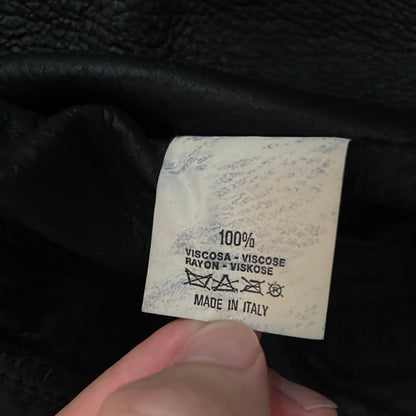 100%
VISCOSA - VISCOSE
RAYON - VISKOSE
MADE IN ITALY